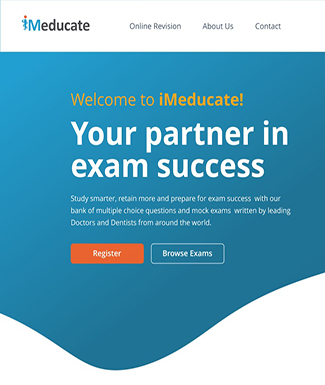 iMeducate
Online Revision
About Us
Contact
Welcome to iMeducate!
Your partner in
exam success
Study smarter, retain more and prepare for exam success with our
bank of multiple choice questions and mock exams written by leading
Doctors and Dentists from around the world.
Register
Browse Exams